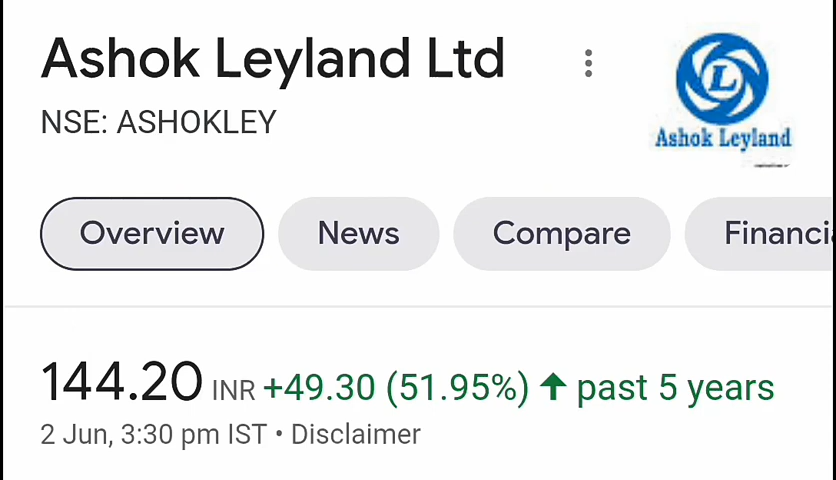 Ashok Leyland Ltd
NSE: ASHOKLEY
L
Ashok Leyland
Overview
News
Compare
Financia
144.20 INR +49.30 (51.95%) ↑ past 5 years
2 Jun, 3:30 pm IST • Disclaimer